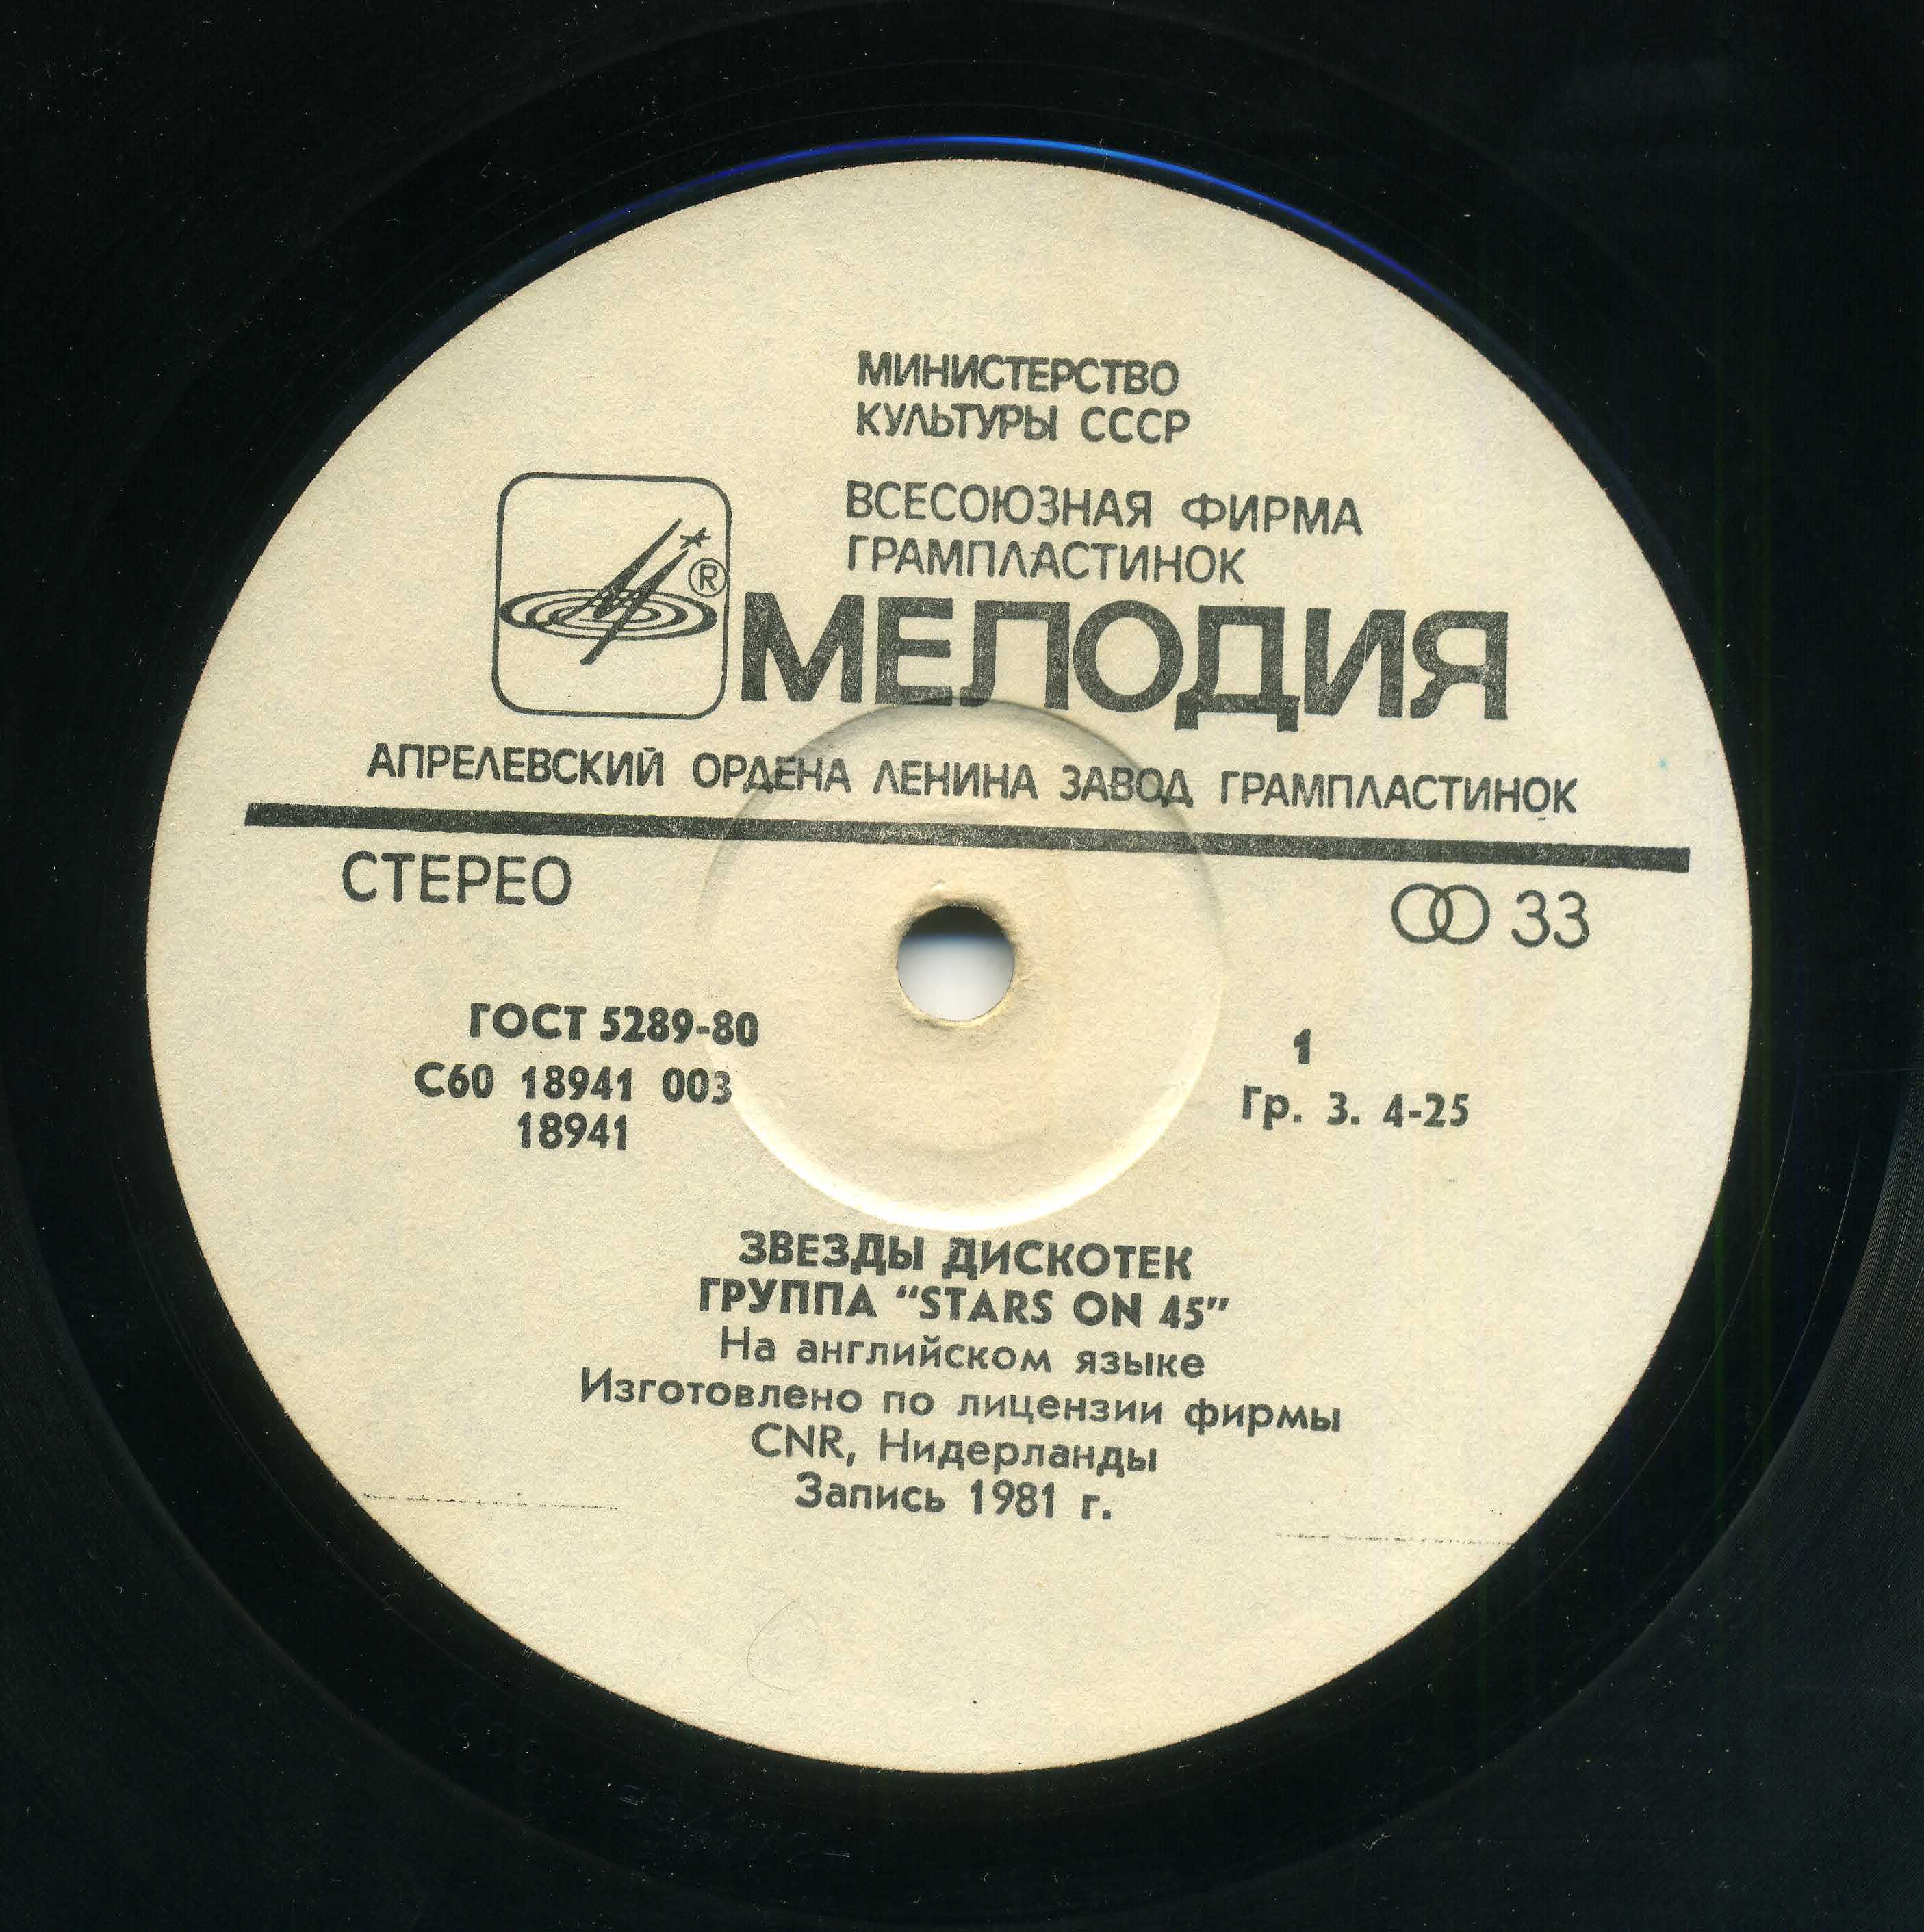 МИНИСТЕРСТВО
КУЛЬТУРЫ СССР
ВСЕСОЮЗНАЯ ФИРМА
ГРАМПЛАСТИНОК
®
МЕЛОДИЯ
АПРЕЛЕВСКИЙ ОРДЕНА ЛЕНИНА ЗАВОД ГРАМПЛАСТИНОК
СТЕРЕО
33
ГОСТ 5289-80
С60 18941 003
18941
1
Гр. 3. 4-25
ЗВЕЗДЫ ДИСКОТЕК
ГРУППА “STARS ON 45”
На английском языке
Изготовлено по лицензии фирмы
CNR, Нидерланды
Запись 1981 г.